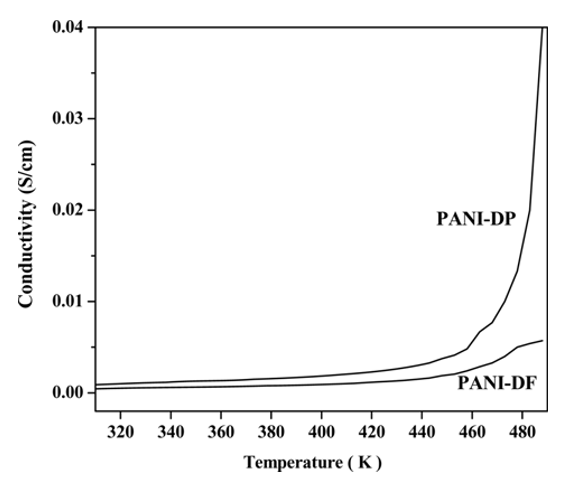 0.04
0.03
0.02
0.01
0.00
Conductivity (S/cm)
PANI-DP
PANI-DF
320 340 360 380 400 420 440 460 480
Temperature ( K )